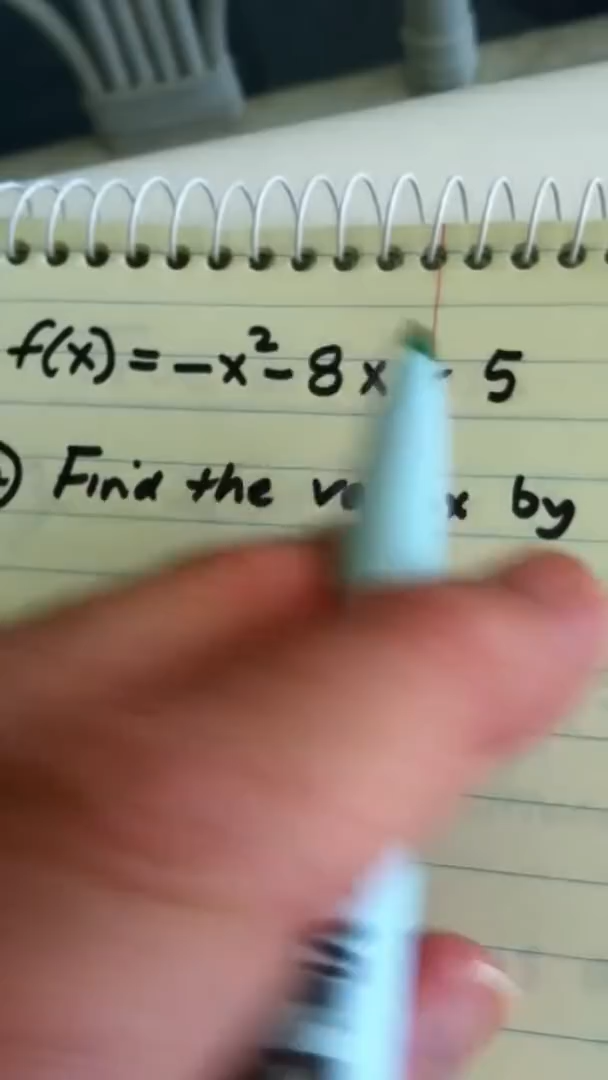 f(x) = -x² - 8x - 5
) Find the by